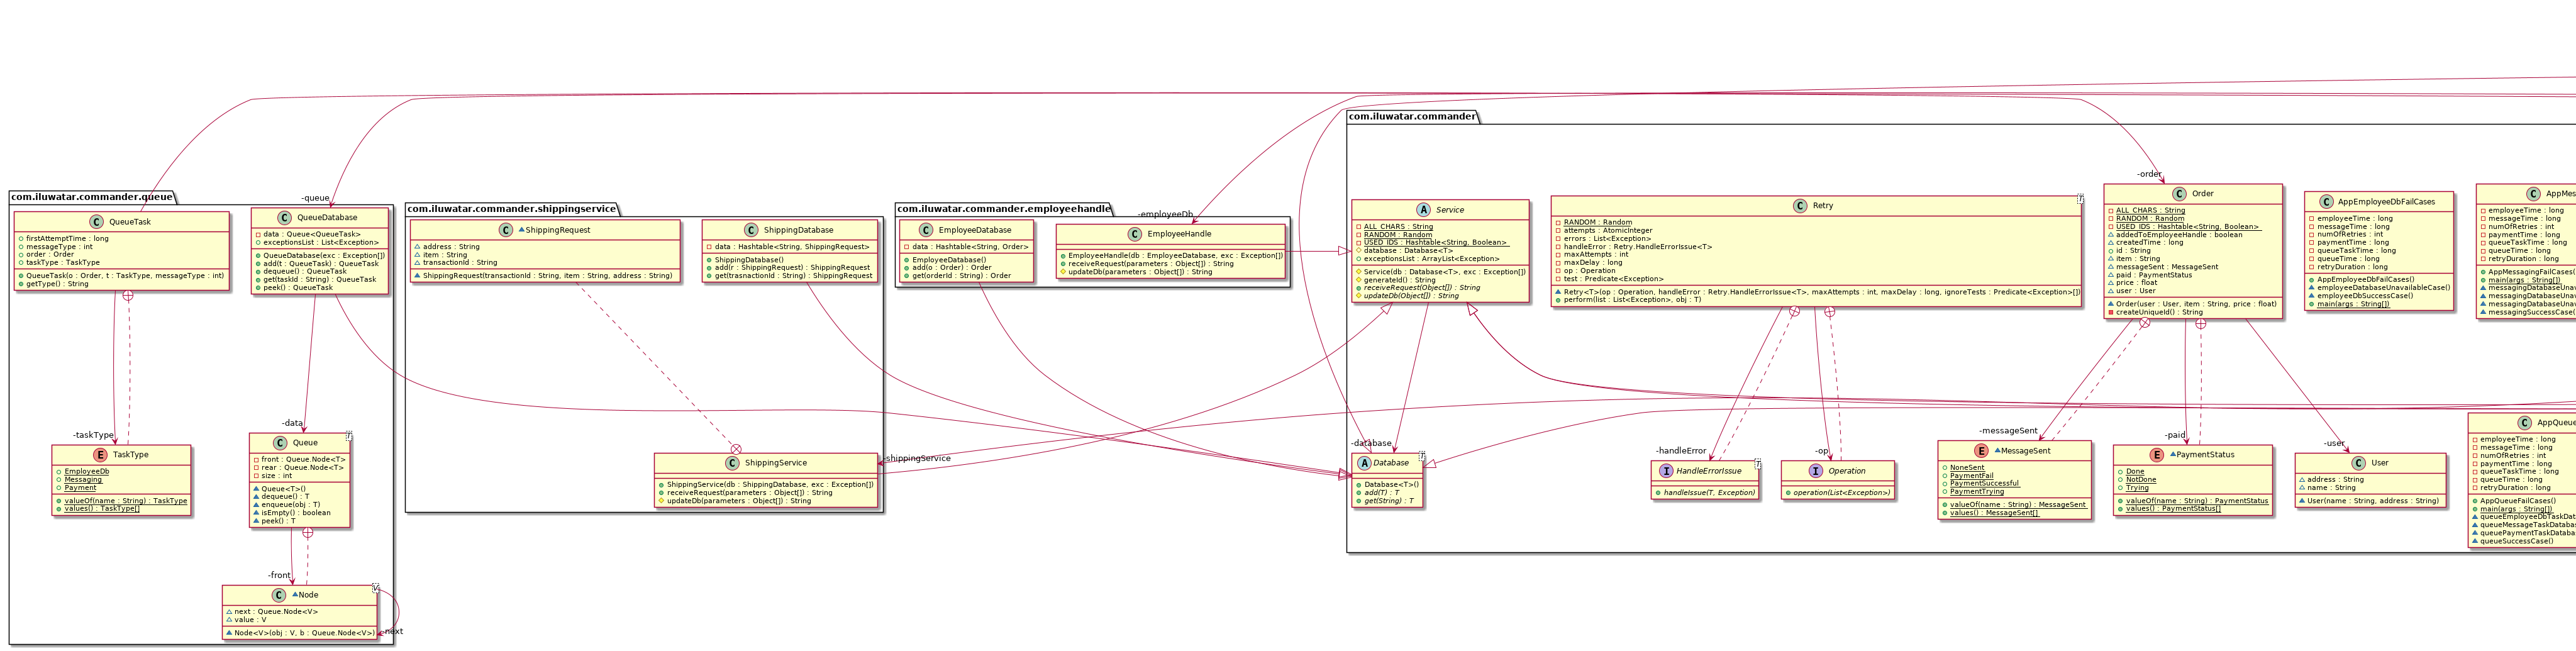 com.iluwatar.commander.queue
QueueTask
firstAttemptTime : long
messageType : int
order : Order
taskType : TaskType
QueueTask(o : Order, t : TaskType, messageType : int)
getType() : String
-queue
QueueDatabase
data : Queue<QueueTask>
exceptionsList : List<Exception>
QueueDatabase(exc : Exception[])
add(t : QueueTask) : QueueTask
dequeue() : QueueTask
get(taskId : String) : QueueTask
peek() : QueueTask
-taskType
TaskType
EmployeeDb
Messaging
Payment
valueOf(name : String) : TaskType
values() : TaskType[]
-data
Queue
T
front : Queue.Node<T>
rear : Queue.Node<T>
size : int
Queue<T>()
dequeue() : T
enqueue(obj : T)
isEmpty() : boolean
peek() : T
-front
Node
V
next : Queue.Node<V>
value : V
Node<V>(obj : V, b : Queue.Node<V>)
-next
com.iluwatar.commander.shippingservice
ShippingRequest
address : String
item : String
transactionId : String
ShippingRequest(transactionId : String, item : String, address : String)
ShippingDatabase
data : Hashtable<String, ShippingRequest>
ShippingDatabase()
add(r : ShippingRequest) : ShippingRequest
get(trasnactionId : String) : ShippingRequest
-shippingService
ShippingService
ShippingService(db : ShippingDatabase, exc : Exception[])
receiveRequest(parameters : Object[]) : String
updateDb(parameters : Object[]) : String
com.iluwatar.commander.employeehandle
EmployeeDatabase
data : Hashtable<String, Order>
EmployeeDatabase()
add(o : Order) : Order
get(orderId : String) : Order
-employeeDb
EmployeeHandle
EmployeeHandle(db : EmployeeDatabase, exc : Exception[])
receiveRequest(parameters : Object[]) : String
updateDb(parameters : Object[]) : String
com.iluwatar.commander
Service
ALL_CHARS : String
RANDOM : Random
USED_IDS : Hashtable<String, Boolean>
database : Database<T>
exceptionsList : ArrayList<Exception>
Service(db : Database<T>, exc : Exception[])
generateId() : String
receiveRequest(Object[]) : String
updateDb(Object[]) : String
-database
Database
T
Database<T>()
add(T) : T
get(String) : T
Retry
T
RANDOM : Random
attempts : AtomicInteger
errors : List<Exception>
handleError : Retry.HandleErrorIssue<T>
maxAttempts : int
maxDelay : long
op : Operation
test : Predicate<Exception>
Retry<T>(op : Operation, handleError : Retry.HandleErrorIssue<T>, maxAttempts : int, maxDelay : long, ignoreTests : Predicate<Exception>[])
perform(list : List<Exception>, obj : T)
-handleError
HandleErrorIssue
T
handleIssue(T, Exception)
-op
Operation
operation(List<Exception>)
-order
Order
ALL_CHARS : String
RANDOM : Random
USED_IDS : Hashtable<String, Boolean>
addedToEmployeeHandle : boolean
createdTime : long
id : String
item : String
messageSent : MessageSent
paid : PaymentStatus
price : float
user : User
Order(user : User, item : String, price : float)
createUniqueId() : String
-messageSent
MessageSent
NoneSent
PaymentFail
PaymentSuccessful
PaymentTrying
valueOf(name : String) : MessageSent
values() : MessageSent[]
-paid
PaymentStatus
Done
NotDone
Trying
valueOf(name : String) : PaymentStatus
values() : PaymentStatus[]
-user
User
address : String
name : String
User(name : String, address : String)
AppEmployeeDbFailCases
employeeTime : long
messageTime : long
numOfRetries : int
paymentTime : long
queueTaskTime : long
queueTime : long
retryDuration : long
AppEmployeeDbFailCases()
employeeDatabaseUnavailableCase()
employeeDbSuccessCase()
main(args : String[])
AppMes
employeeTime : long
messageTime : long
numOfRetries : int
paymentTime : long
queueTaskTime : long
queueTime : long
retryDuration : long
AppMessagingFailCases(
main(args : String[])
messagingDatabaseUnav
messagingDatabaseUnav
messagingDatabaseUnav
messagingSuccessCase(
AppQueue
employeeTime : long
messageTime : long
numOfRetries : int
paymentTime : long
queueTaskTime : long
queueTime : long
retryDuration : long
AppQueueFailCases()
main(args : String[])
queueEmployeeDbTaskDat
queueMessageTaskDatabas
queuePaymentTaskDatab
queueSuccessCase()